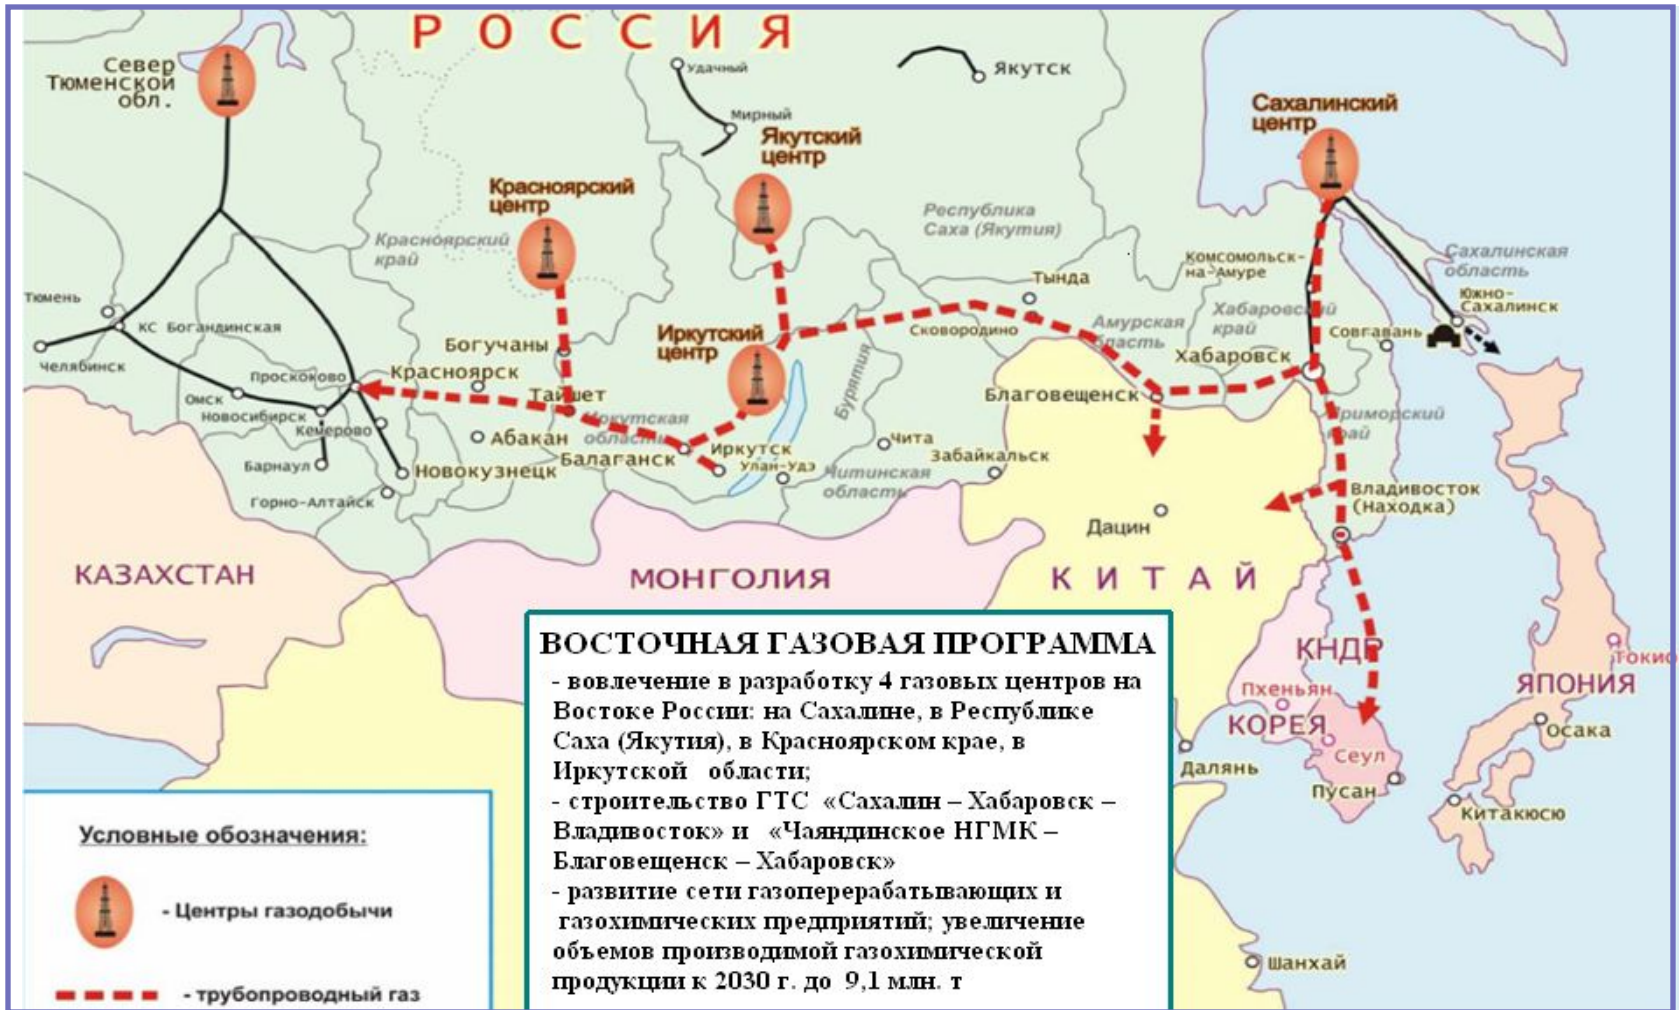 РОССИЯ
Север
Тюменской
обл.
Удачный
Якутск
Мирный
Якутский
центр
Сахалинский
центр
Красноярский
центр
Республика
Саха (Якутия)
Красноярский
край
Комсомольск-
на-Амуре
Сахалинская
область
Тында
Тюмень
КС Богандинская
Хабаровский
край
Южно-
Сахалинск
Сковородино
Амурская
область
Совгавань
Иркутский
центр
Богучаны
Хабаровск
Челябинск
Проскоково
Красноярск
Бурятия
Омск
Новосибирск
Тайшет
Благовещенск
Кемерово
Иркутская
область
Приморский
край
Абакан
Балаганск
Иркутск
Чита
Забайкальск
Барнаул
Новокузнецк
Улан-Удэ
Читинская
область
Горно-Алтайск
Владивосток
(Находка)
Дацин
КАЗАХСТАН
МОНГОЛИЯ
КИТАЙ
КНДР
Токио
Пхеньян
ЯПОНИЯ
КОРЕЯ
Осака
Сеул
Далянь
Пусан
Китакюсю
Шанхай
ВОСТОЧНАЯ ГАЗОВАЯ ПРОГРАММА
- вовлечение в разработку 4 газовых центров на
Востоке России: на Сахалине, в Республике
Саха (Якутия), в Красноярском крае, в
Иркутской области;
- строительство ГТС «Сахалин – Хабаровск –
Владивосток» и «Чаяндинское НГМК –
Благовещенск – Хабаровск»
- развитие сети газоперерабатывающих и
газохимических предприятий; увеличение
объемов производимой газохимической
продукции к 2030 г. до 9,1 млн. т
Условные обозначения:
- Центры газодобычи
- трубопроводный газ